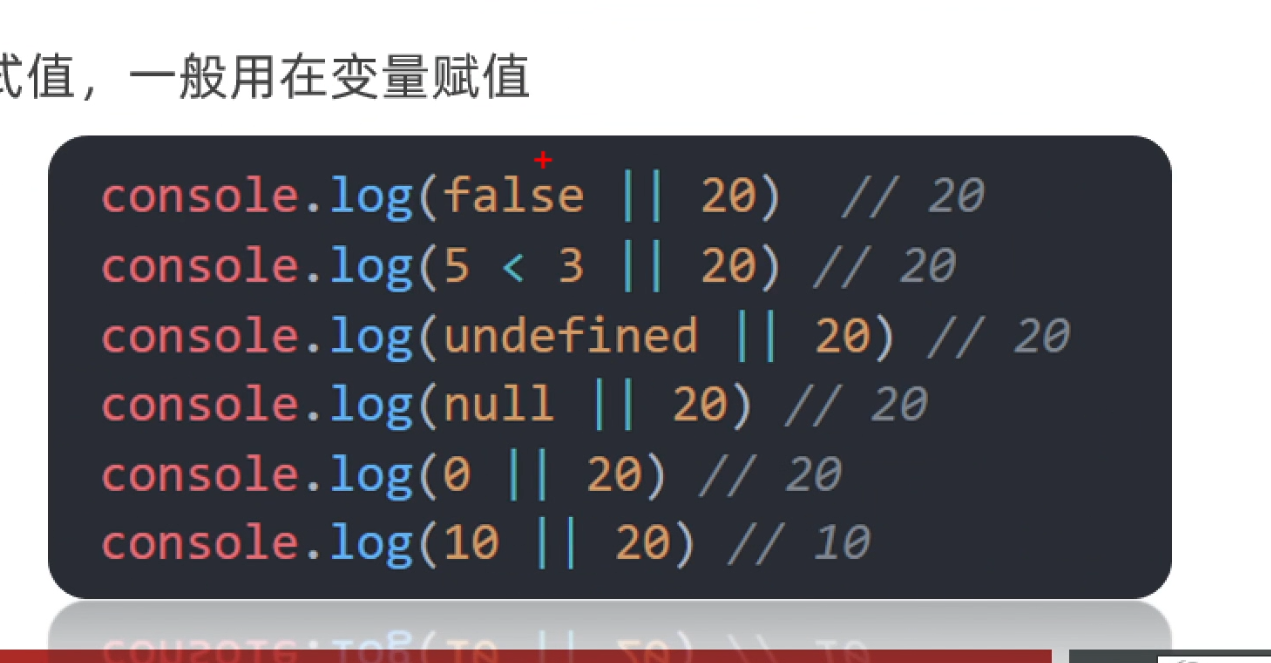 式值，一般用在变量赋值
console.log(false || 20)  // 20
console.log(5 < 3 || 20) // 20
console.log(undefined || 20) // 20
console.log(null || 20) // 20
console.log(0 || 20) // 20
console.log(10 || 20) // 10